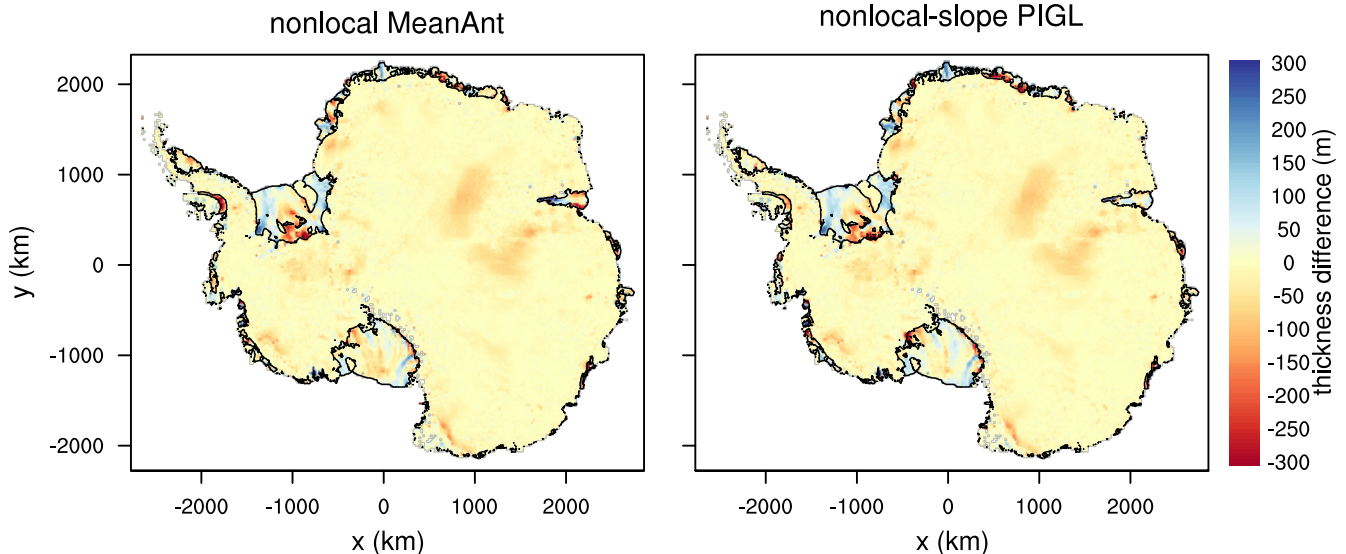 nonlocal MeanAnt
nonlocal-slope PIGL
2000
1000
0
-1000
-2000
y (km)
-2000 -1000 0 1000 2000
x (km)
-2000 -1000 0 1000 2000
x (km)
300
250
200
150
100
50
0
-50
-100
-150
-200
-250
-300
thickness difference (m)